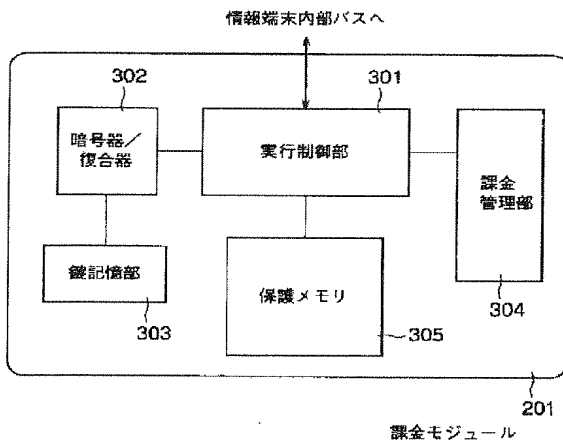 情報端末内部バスへ
302
301
暗号器／
復合器
実行制御部
課金
管理部
鍵記憶部
保護メモリ
303
305
304
201
課金モジュール